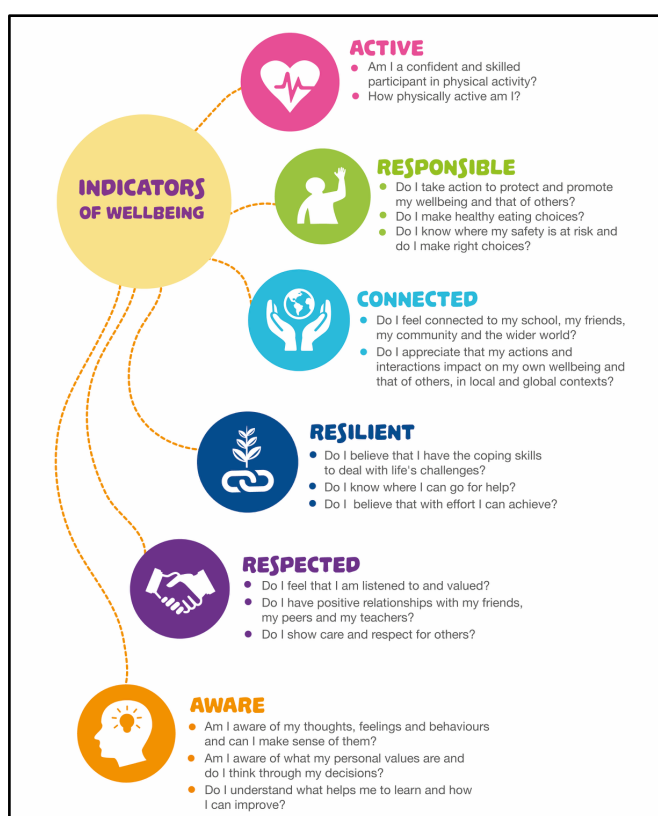 ACTIVE
• Am I a confident and skilled
participant in physical activity?
• How physically active am I?
INDICATORS
OF WELLBEING
RESPONSIBLE
• Do I take action to protect and promote
my wellbeing and that of others?
• Do I make healthy eating choices?
• Do I know where my safety is at risk and
do I make right choices?
CONNECTED
• Do I feel connected to my school, my friends,
my community and the wider world?
• Do I appreciate that my actions and
interactions impact on my own wellbeing and
that of others, in local and global contexts?
RESILIENT
• Do I believe that I have the coping skills
to deal with life's challenges?
• Do I know where I can go for help?
• Do I believe that with effort I can achieve?
RESPECTED
• Do I feel that I am listened to and valued?
• Do I have positive relationships with my friends,
my peers and my teachers?
• Do I show care and respect for others?
AWARE
• Am I aware of my thoughts, feelings and behaviours
and can I make sense of them?
• Am I aware of what my personal values are and
do I think through my decisions?
• Do I understand what helps me to learn and how
I can improve?